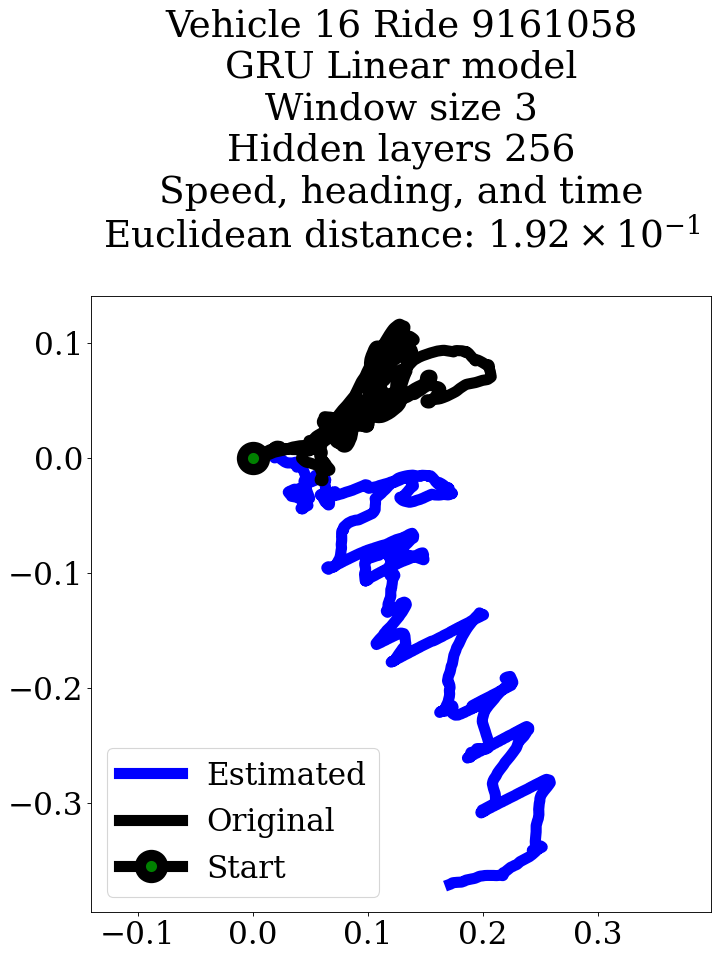 Vehicle 16 Ride 9161058
GRU Linear model
Window size 3
Hidden layers 256
Speed, heading, and time
Euclidean distance: 1.92 × 10⁻¹
0.1
0.0
−0.1
−0.2
−0.3
Estimated
Original
Start
−0.1 0.0 0.1 0.2 0.3